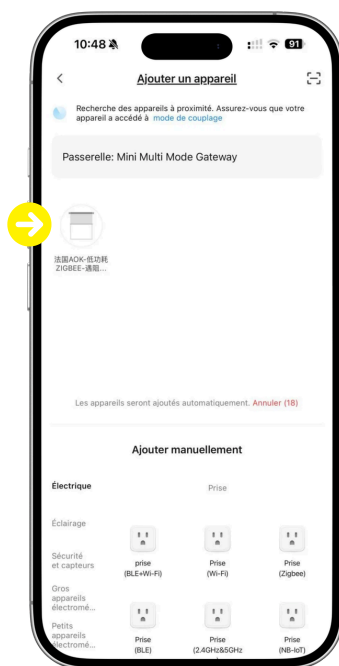 10:48
91
Ajouter un appareil
Recherche des appareils à proximité. Assurez-vous que votre
appareil a accédé à mode de couplage
Passerelle: Mini Multi Mode Gateway
法国AOK-低功耗
ZIGBEE-遇阻...
Les appareils seront ajoutés automatiquement. Annuler (18)
Ajouter manuellement
Électrique
Prise
Éclairage
Sécurité
et capteurs
Gros
appareils
électromé...
Petits
appareils
électromé...
prise
(BLE+Wi-Fi)
Prise
(Wi-Fi)
Prise
(Zigbee)
Prise
(BLE)
Prise
(2.4GHz&5GHz
Prise
(NB-IoT)